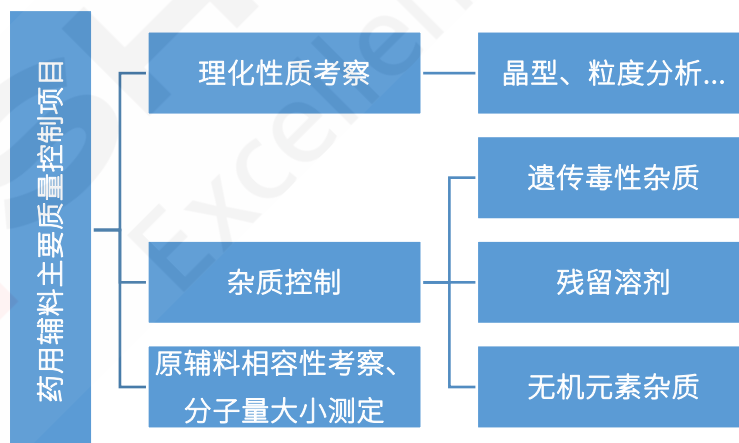 药用辅料主要质量控制项目
理化性质考察
晶型、粒度分析...
遗传毒性杂质
杂质控制
残留溶剂
原辅料相容性考察、
分子量大小测定
无机元素杂质